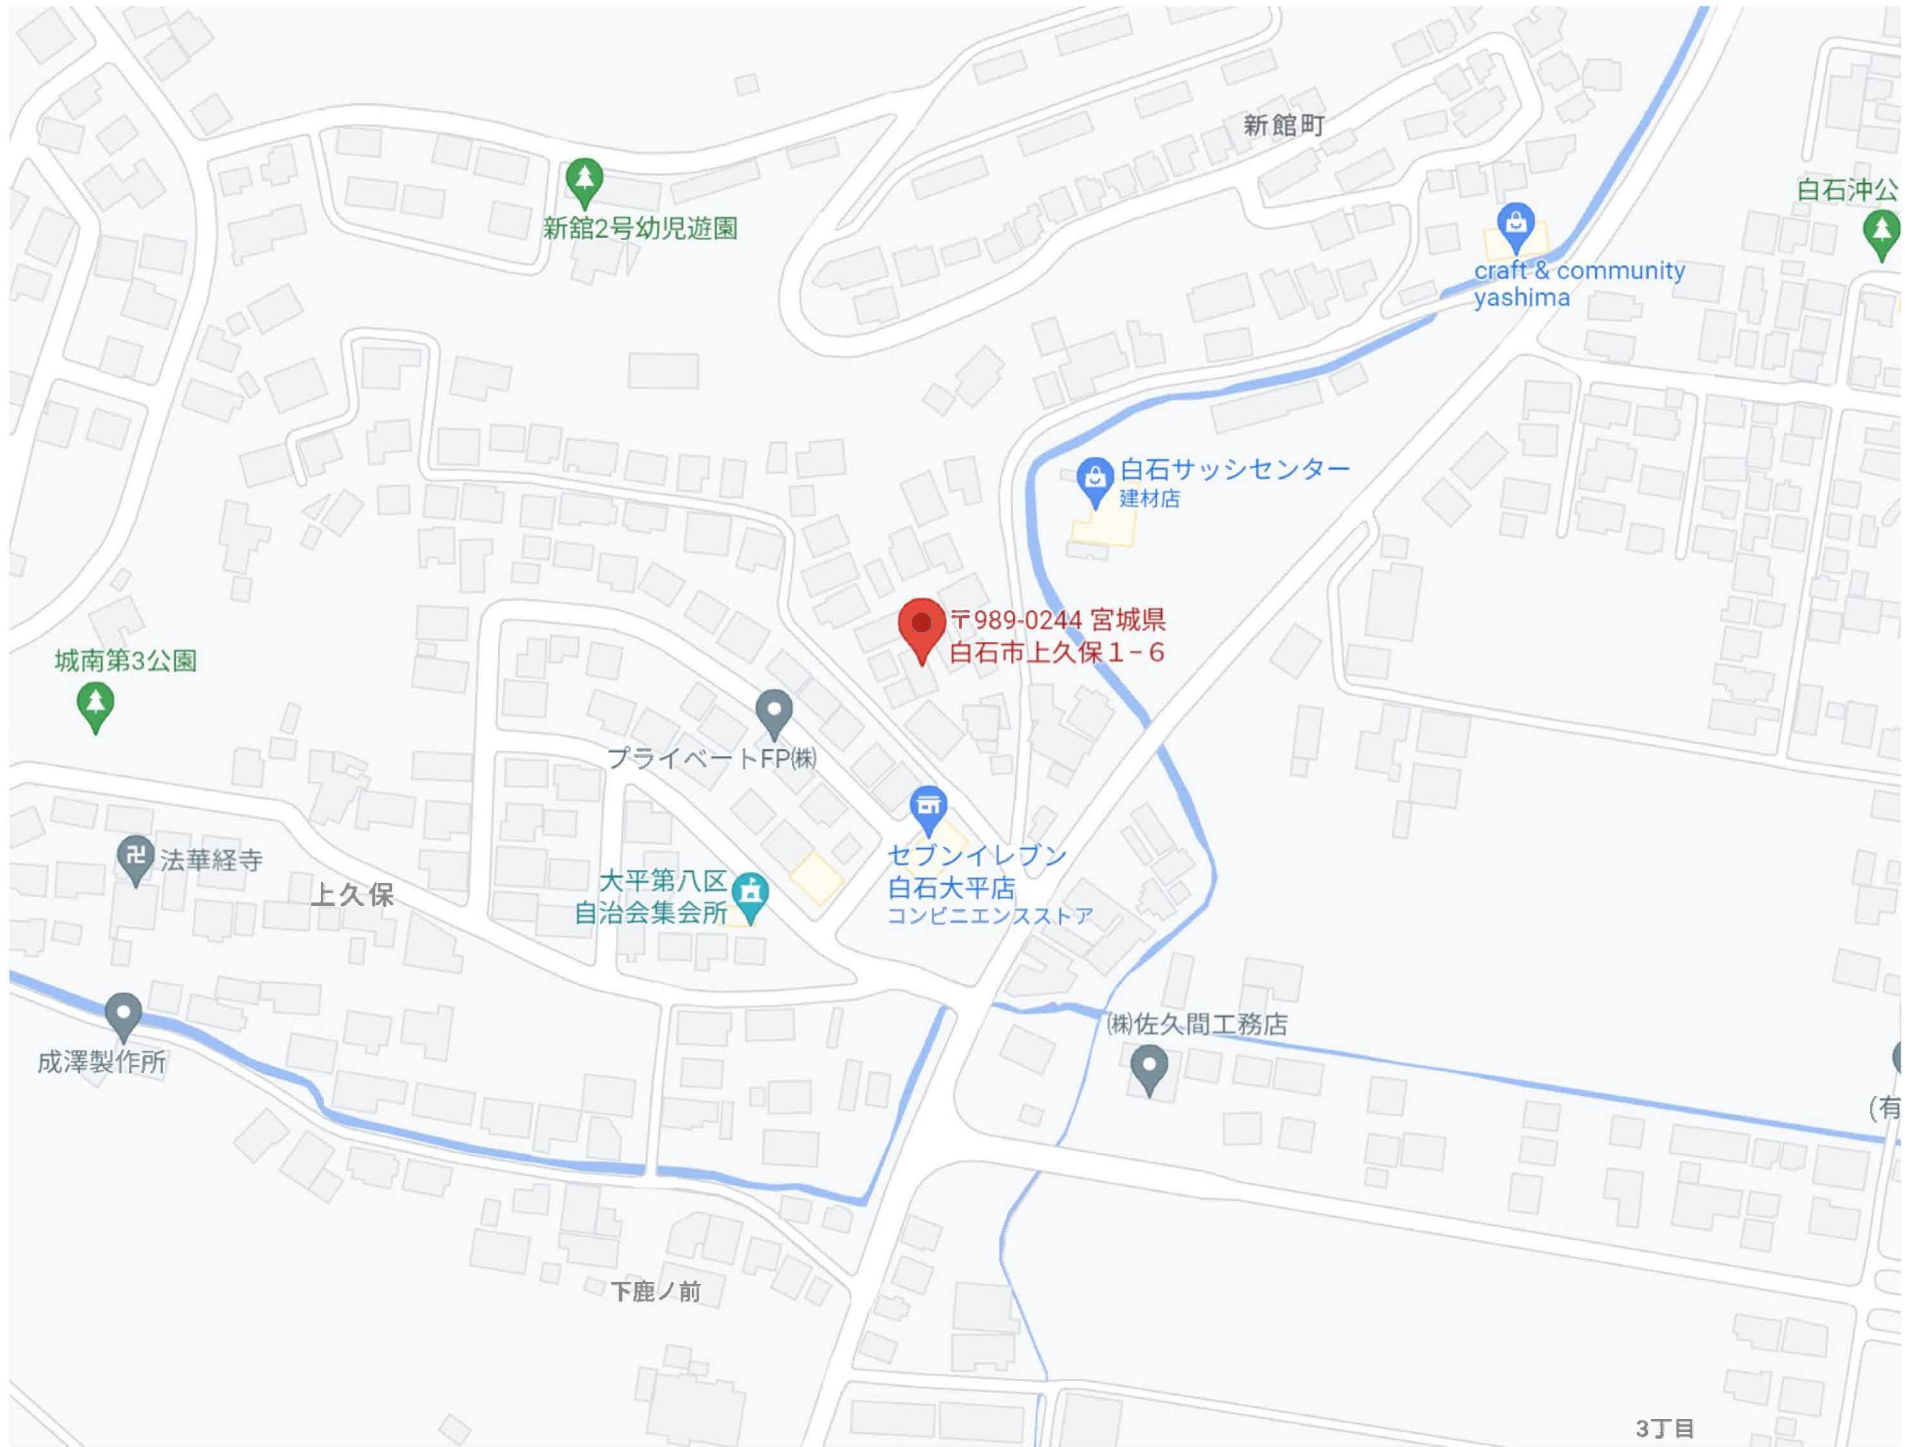 新館町
白石沖公
新舘2号幼児遊園
craft & community
yashima
白石サッシセンター
建材店
〒989-0244 宮城県
白石市上久保１−６
城南第3公園
プライベートFP㈱
法華経寺
上久保
セブンイレブン
白石大平店
コンビニエンスストア
大平第八区
自治会集会所
成澤製作所
㈱佐久間工務店
(有
下鹿ノ前
3丁目